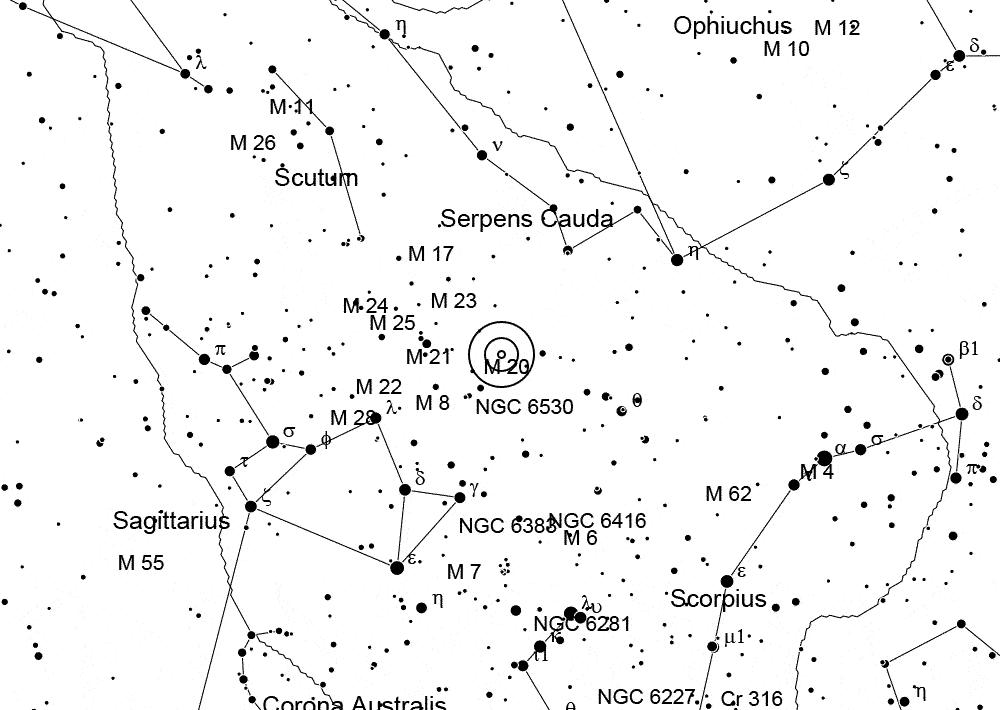 η
Ophiuchus
M 12
M 10
δ
ε
λ
M 11
M 26
ν
Scutum
ζ
Serpens Cauda
η
M 17
M 24
M 23
M 25
π
M 21
M 20
β1
M 22
M 8
NGC 6530
θ
λ
M 28
δ
σ
φ
α
σ
τ
M 4
π
δ
γ
ζ
M 62
Sagittarius
NGC 6383
NGC 6416
M 6
M 55
ε
M 7
ε
η
Scorpius
λ
υ
NGC 6281
κ
μ1
ι1
η
NGC 6227
Cr 316
Corona Australis
θ